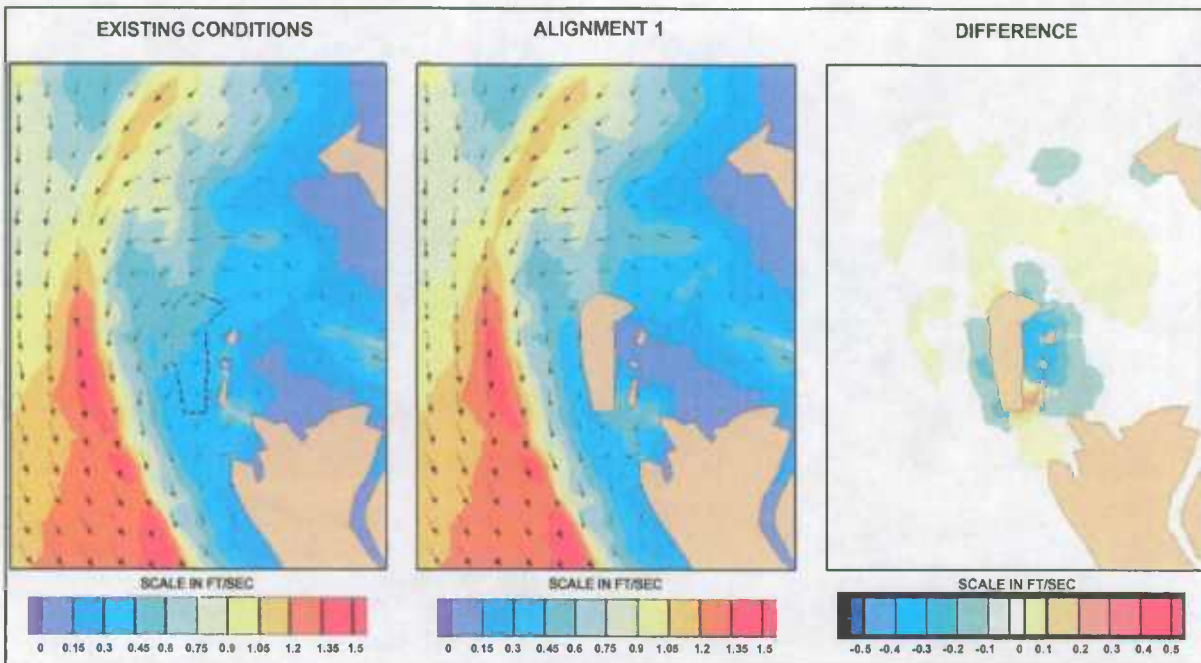 EXISTING CONDITIONS
ALIGNMENT 1
DIFFERENCE
SCALE IN FT/SEC
0 0.15 0.3 0.45 0.6 0.75 0.9 1.05 1.2 1.35 1.5
SCALE IN FT/SEC
0 0.15 0.3 0.45 0.6 0.75 0.9 1.05 1.2 1.35 1.5
SCALE IN FT/SEC
-0.5 -0.4 -0.3 -0.2 -0.1 0 0.1 0.2 0.3 0.4 0.5